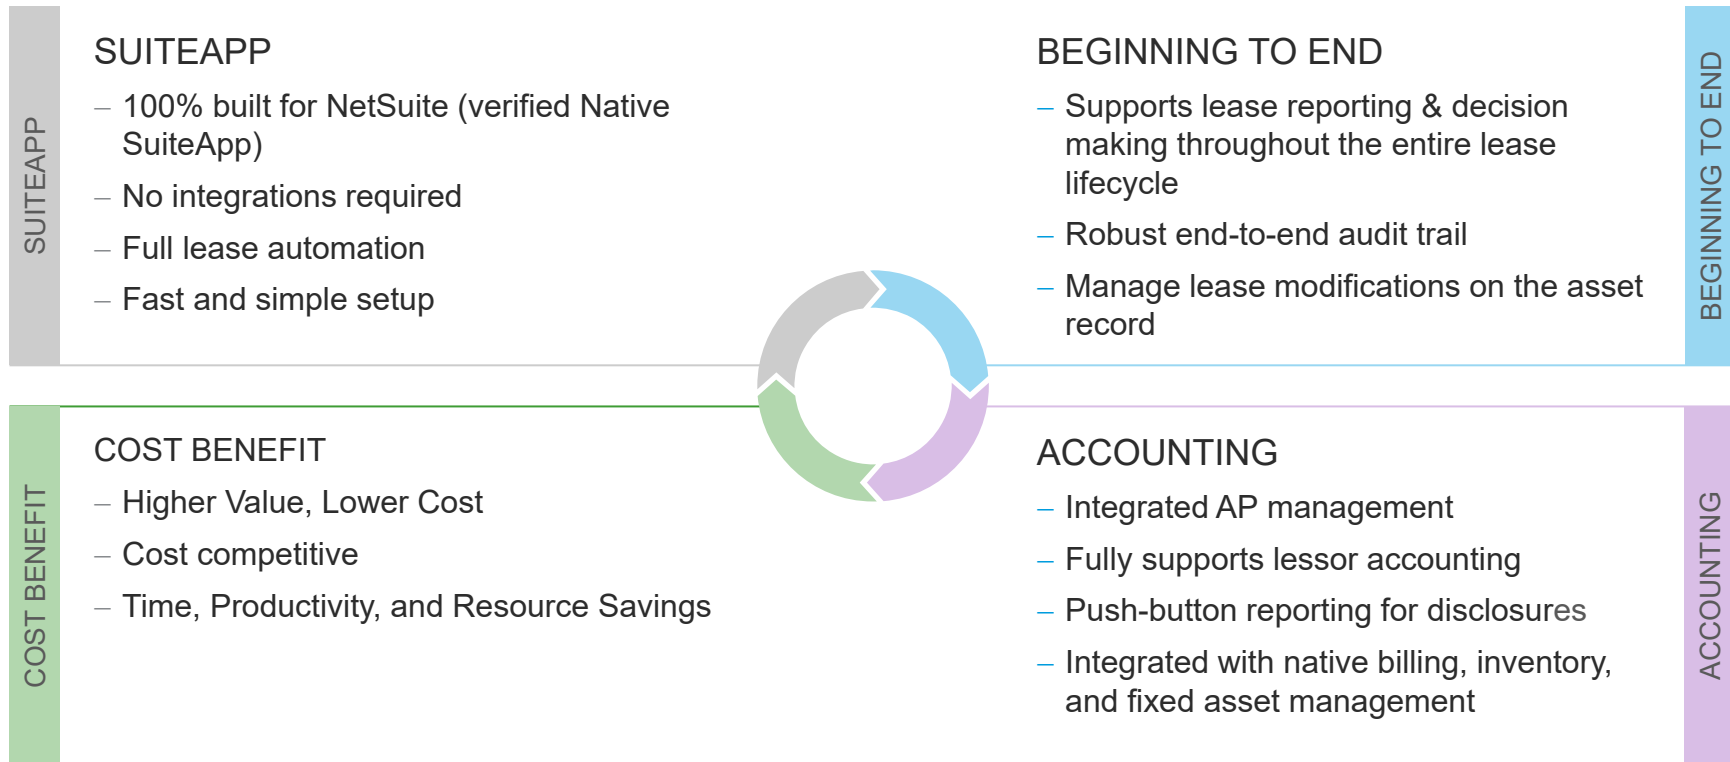 SUITEAPP
SUITEAPP
– 100% built for NetSuite (verified Native
SuiteApp)
– No integrations required
– Full lease automation
– Fast and simple setup
BEGINNING TO END
– Supports lease reporting & decision
making throughout the entire lease
lifecycle
– Robust end-to-end audit trail
– Manage lease modifications on the asset
record
BEGINNING TO END
COST BENEFIT
COST BENEFIT
– Higher Value, Lower Cost
– Cost competitive
– Time, Productivity, and Resource Savings
ACCOUNTING
– Integrated AP management
– Fully supports lessor accounting
– Push-button reporting for disclosures
– Integrated with native billing, inventory,
and fixed asset management
ACCOUNTING